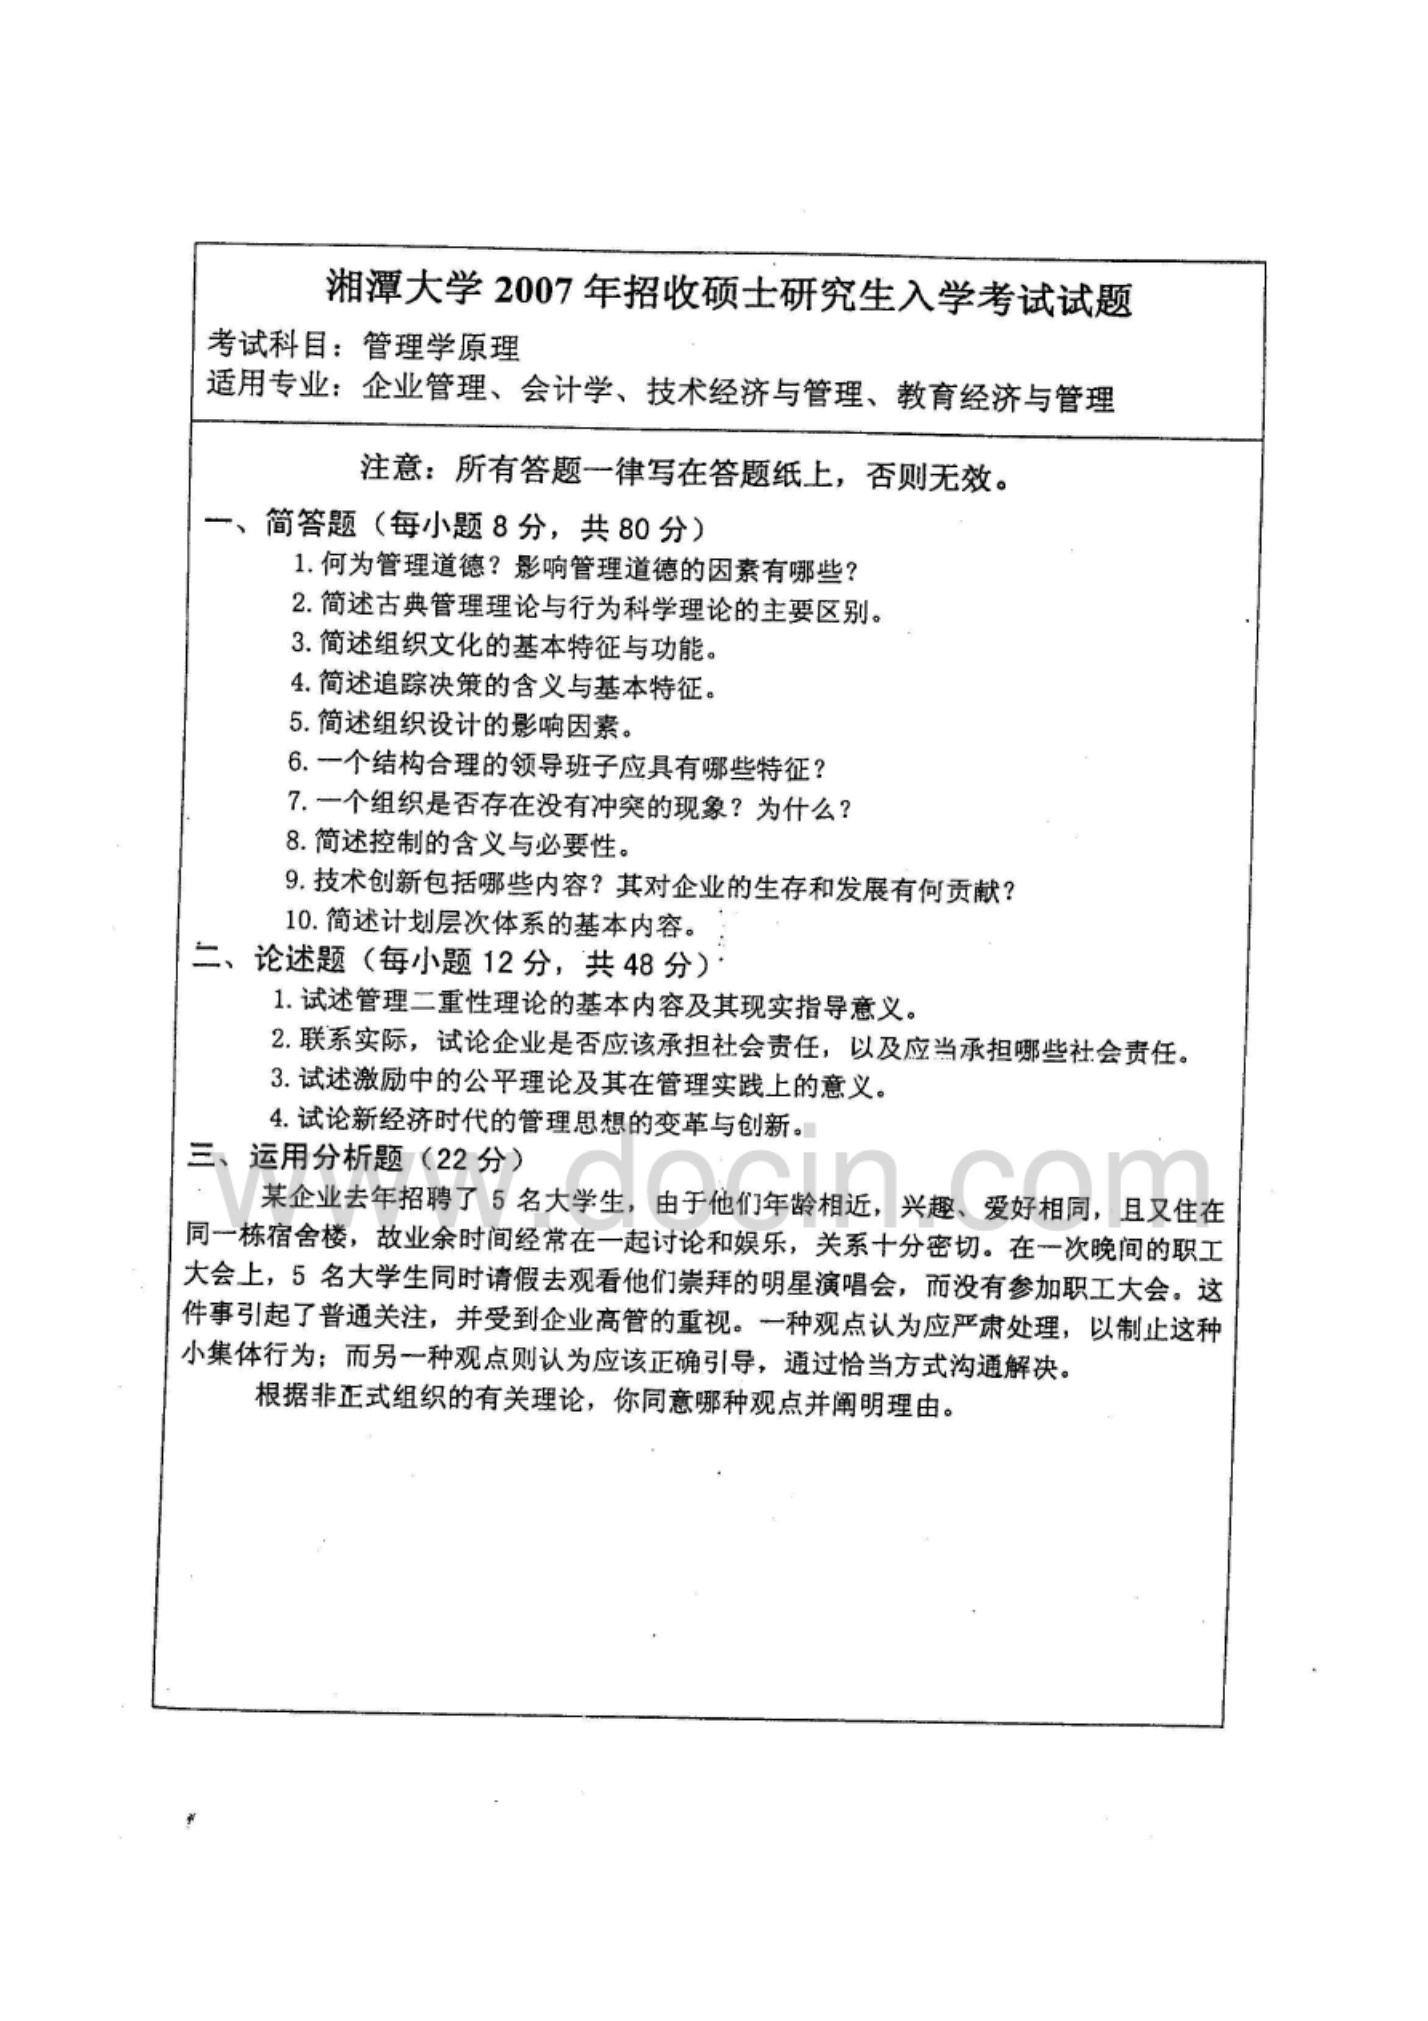 湘潭大学 2007 年招收硕士研究生入学考试试题
考试科目：管理学原理
适用专业：企业管理、会计学、技术经济与管理、教育经济与管理
注意：所有答题一律写在答题纸上，否则无效。
一、简答题（每小题 8 分，共 80 分）
1. 何为管理道德？影响管理道德的因素有哪些？
2. 简述古典管理理论与行为科学理论的主要区别。
3. 简述组织文化的基本特征与功能。
4. 简述追踪决策的含义与基本特征。
5. 简述组织设计的影响因素。
6. 一个结构合理的领导班子应具有哪些特征？
7. 一个组织是否存在没有冲突的现象？为什么？
8. 简述控制的含义与必要性。
9. 技术创新包括哪些内容？其对企业的生存和发展有何贡献？
10. 简述计划层次体系的基本内容。
二、论述题（每小题 12 分，共 48 分）
1. 试述管理二重性理论的基本内容及其现实指导意义。
2. 联系实际，试论企业是否应该承担社会责任，以及应当承担哪些社会责任。
3. 试述激励中的公平理论及其在管理实践上的意义。
4. 试论新经济时代的管理思想的变革与创新。
三、运用分析题（22 分）
www.docin.com
某企业去年招聘了 5 名大学生，由于他们年龄相近，兴趣、爱好相同，且又住在
同一栋宿舍楼，故业余时间经常在一起讨论和娱乐，关系十分密切。在一次晚间的职工
大会上，5 名大学生同时请假去观看他们崇拜的明星演唱会，而没有参加职工大会。这
件事引起了普通关注，并受到企业高管的重视。一种观点认为应严肃处理，以制止这种
小集体行为；而另一种观点则认为应该正确引导，通过恰当方式沟通解决。
根据非正式组织的有关理论，你同意哪种观点并阐明理由。